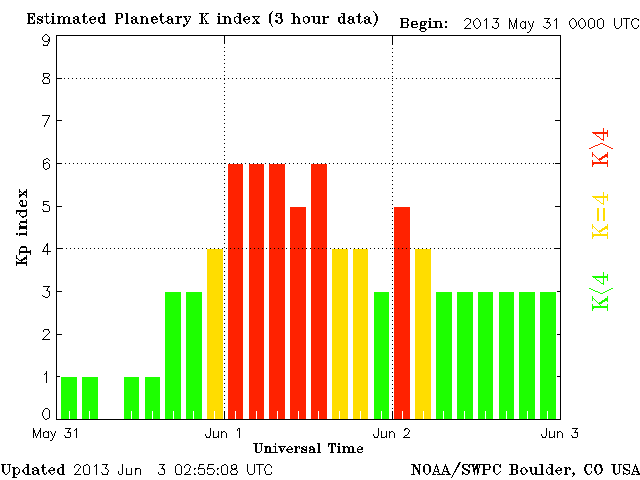 Estimated Planetary K index (3 hour data) Begin: 2013 May 31 0000 UTC
9
8
7
6
5
4
3
2
1
0
Kp index
K>4
K=4
K<4
May 31 Jun 1 Jun 2 Jun 3
Universal Time
Updated 2013 Jun 3 02:55:08 UTC NOAA/SWPC Boulder, CO USA